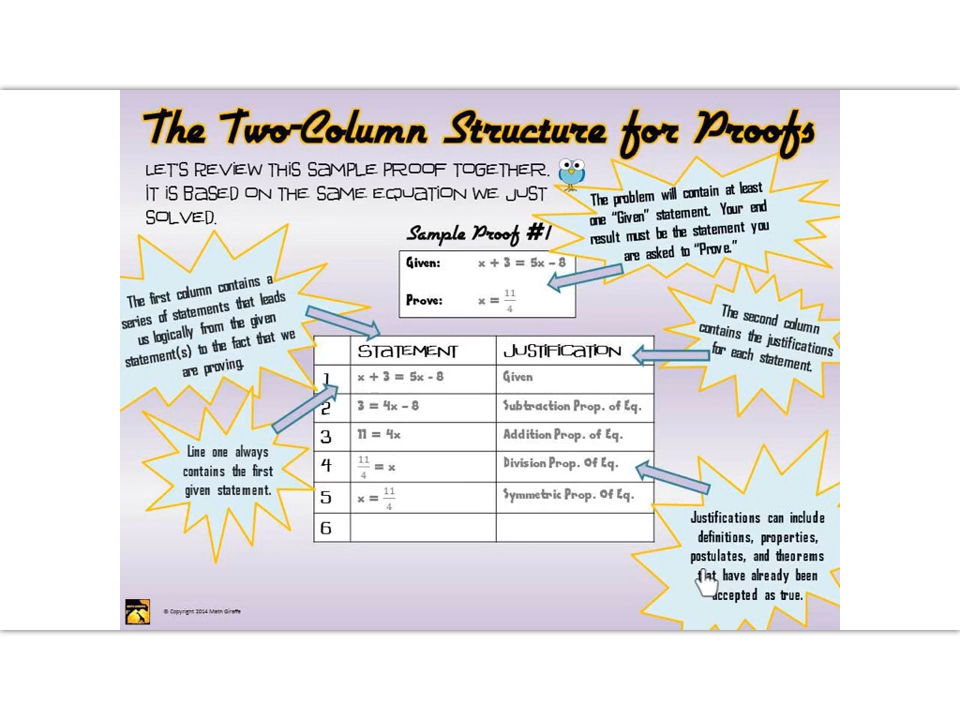 The Two-Column Structure for Proofs
LET'S REVIEW THIS SAMPLE PROOF TOGETHER.
IT IS BASED ON THE SAME EQUATION WE JUST
SOLVED.
The problem will contain at least
one “Given” statement. Your end
result must be the statement you
are asked to “Prove.”
Sample Proof #1
Given: x + 3 = 5x - 8
Prove: x = 11/4
The first column contains a
series of statements that leads
us logically from the given
statement(s) to the fact that we
are proving.
The second column
contains the justifications
for each statement.
STATEMENT JUSTIFICATION
1 x + 3 = 5x - 8 Given
2 3 = 4x – 8 Subtraction Prop. of Eq.
3 11 = 4x Addition Prop. of Eq.
4 11/4 = x Division Prop. Of Eq.
5 x = 11/4 Symmetric Prop. Of Eq.
6
Line one always
contains the first
given statement.
Justifications can include
definitions, properties,
postulates, and theorems
that have already been
accepted as true.
© Copyright 2014 Math Giraffe